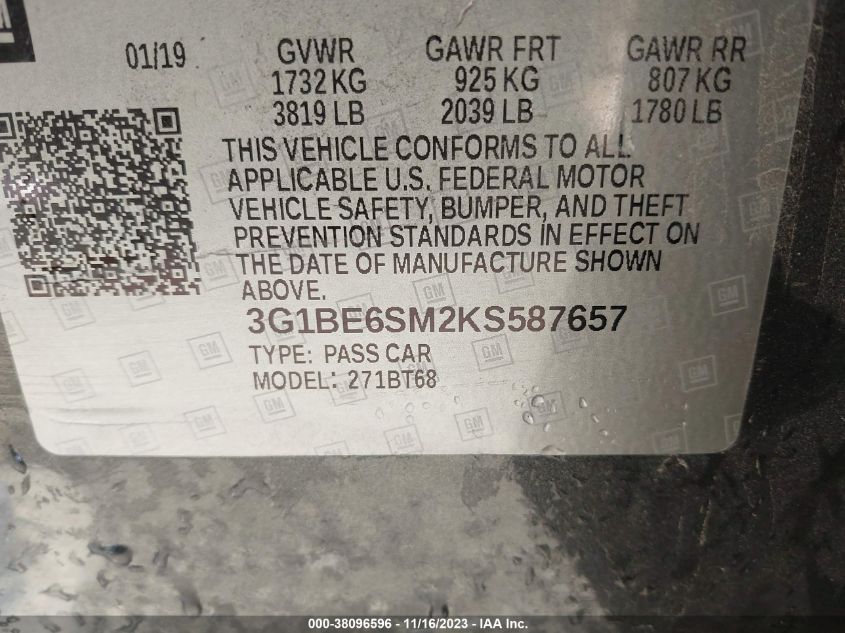 GM
01/19 GVWR GAWR FRT GAWR RR
1732 KG 925 KG 807 KG
3819 LB 2039 LB 1780 LB
THIS VEHICLE CONFORMS TO ALL
APPLICABLE U.S. FEDERAL MOTOR
VEHICLE SAFETY, BUMPER, AND THEFT
PREVENTION STANDARDS IN EFFECT ON
THE DATE OF MANUFACTURE SHOWN
ABOVE.
3G1BE6SM2KS587657
TYPE: PASS CAR
MODEL: 271BT68
000-38096596 - 11/16/2023 - IAA Inc.